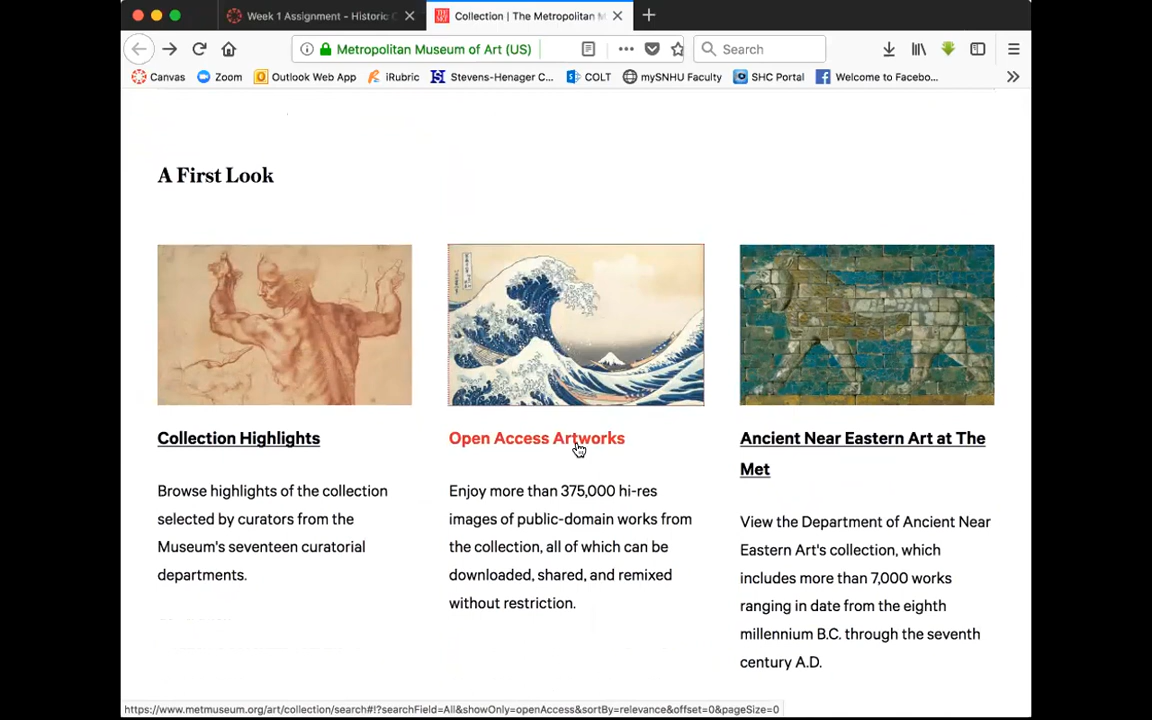 Week 1 Assignment - Historic
Collection | The Metropolitan M
Metropolitan Museum of Art (US)
Search
Canvas
Zoom
Outlook Web App
iRubric
Stevens-Henager C...
COLT
mySNHU Faculty
SHC Portal
Welcome to Facebo...
A First Look
Collection Highlights
Browse highlights of the collection
selected by curators from the
Museum's seventeen curatorial
departments.
Open Access Artworks
Enjoy more than 375,000 hi-res
images of public-domain works from
the collection, all of which can be
downloaded, shared, and remixed
without restriction.
Ancient Near Eastern Art at The
Met
View the Department of Ancient Near
Eastern Art's collection, which
includes more than 7,000 works
ranging in date from the eighth
millennium B.C. through the seventh
century A.D.
https://www.metmuseum.org/art/collection/search#!?searchField=All&showOnly=openAccess&sortBy=relevance&offset=0&pageSize=0